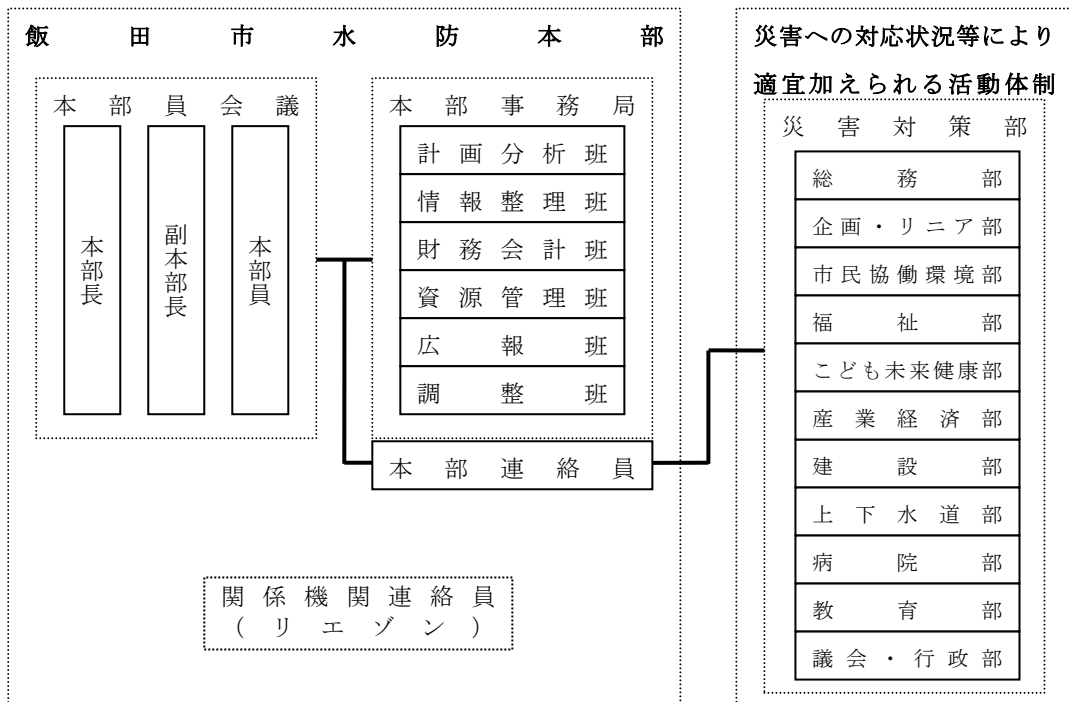 飯田市水防本部
本部員会議
本部長
副本部長
本部員
本部事務局
計画分析班
情報整理班
財務会計班
資源管理班
広報班
調整班
本部連絡員
関係機関連絡員
(リエゾン)
災害への対応状況等により
適宜加えられる活動体制
災害対策部
総務部
企画・リニア部
市民協働環境部
福祉部
こども未来健康部
産業経済部
建設部
上下水道部
病院部
教育部
議会・行政部